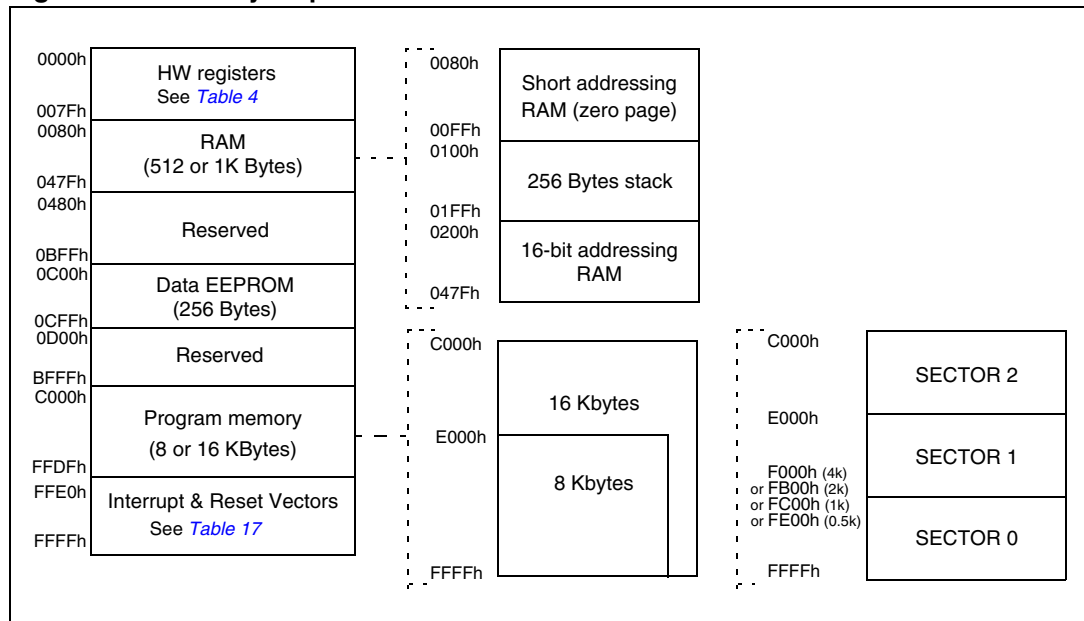 0000h
HW registers
See Table 4
007Fh
0080h
RAM
(512 or 1K Bytes)
047Fh
0480h
Reserved
0BFFh
0C00h
Data EEPROM
(256 Bytes)
0CFFh
0D00h
Reserved
BFFFh
C000h
Program memory
(8 or 16 KBytes)
FFDFh
FFE0h
Interrupt & Reset Vectors
See Table 17
FFFFh
0080h
Short addressing
RAM (zero page)
00FFh
0100h
256 Bytes stack
01FFh
0200h
16-bit addressing
RAM
047Fh
C000h
16 Kbytes
E000h
8 Kbytes
FFFFh
C000h
SECTOR 2
E000h
SECTOR 1
F000h (4k)
or FB00h (2k)
or FC00h (1k)
or FE00h (0.5k)
SECTOR 0
FFFFh